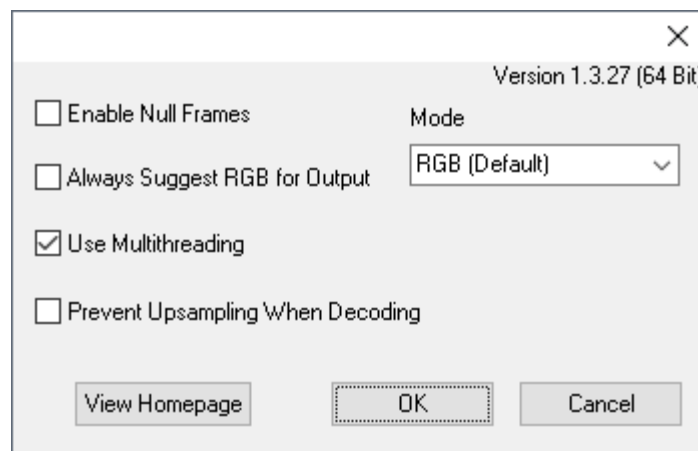 Version 1.3.27 (64 Bit
Enable Null Frames
Mode
Always Suggest RGB for Output
RGB (Default)
Use Multithreading
Prevent Upsampling When Decoding
View Homepage
OK
Cancel